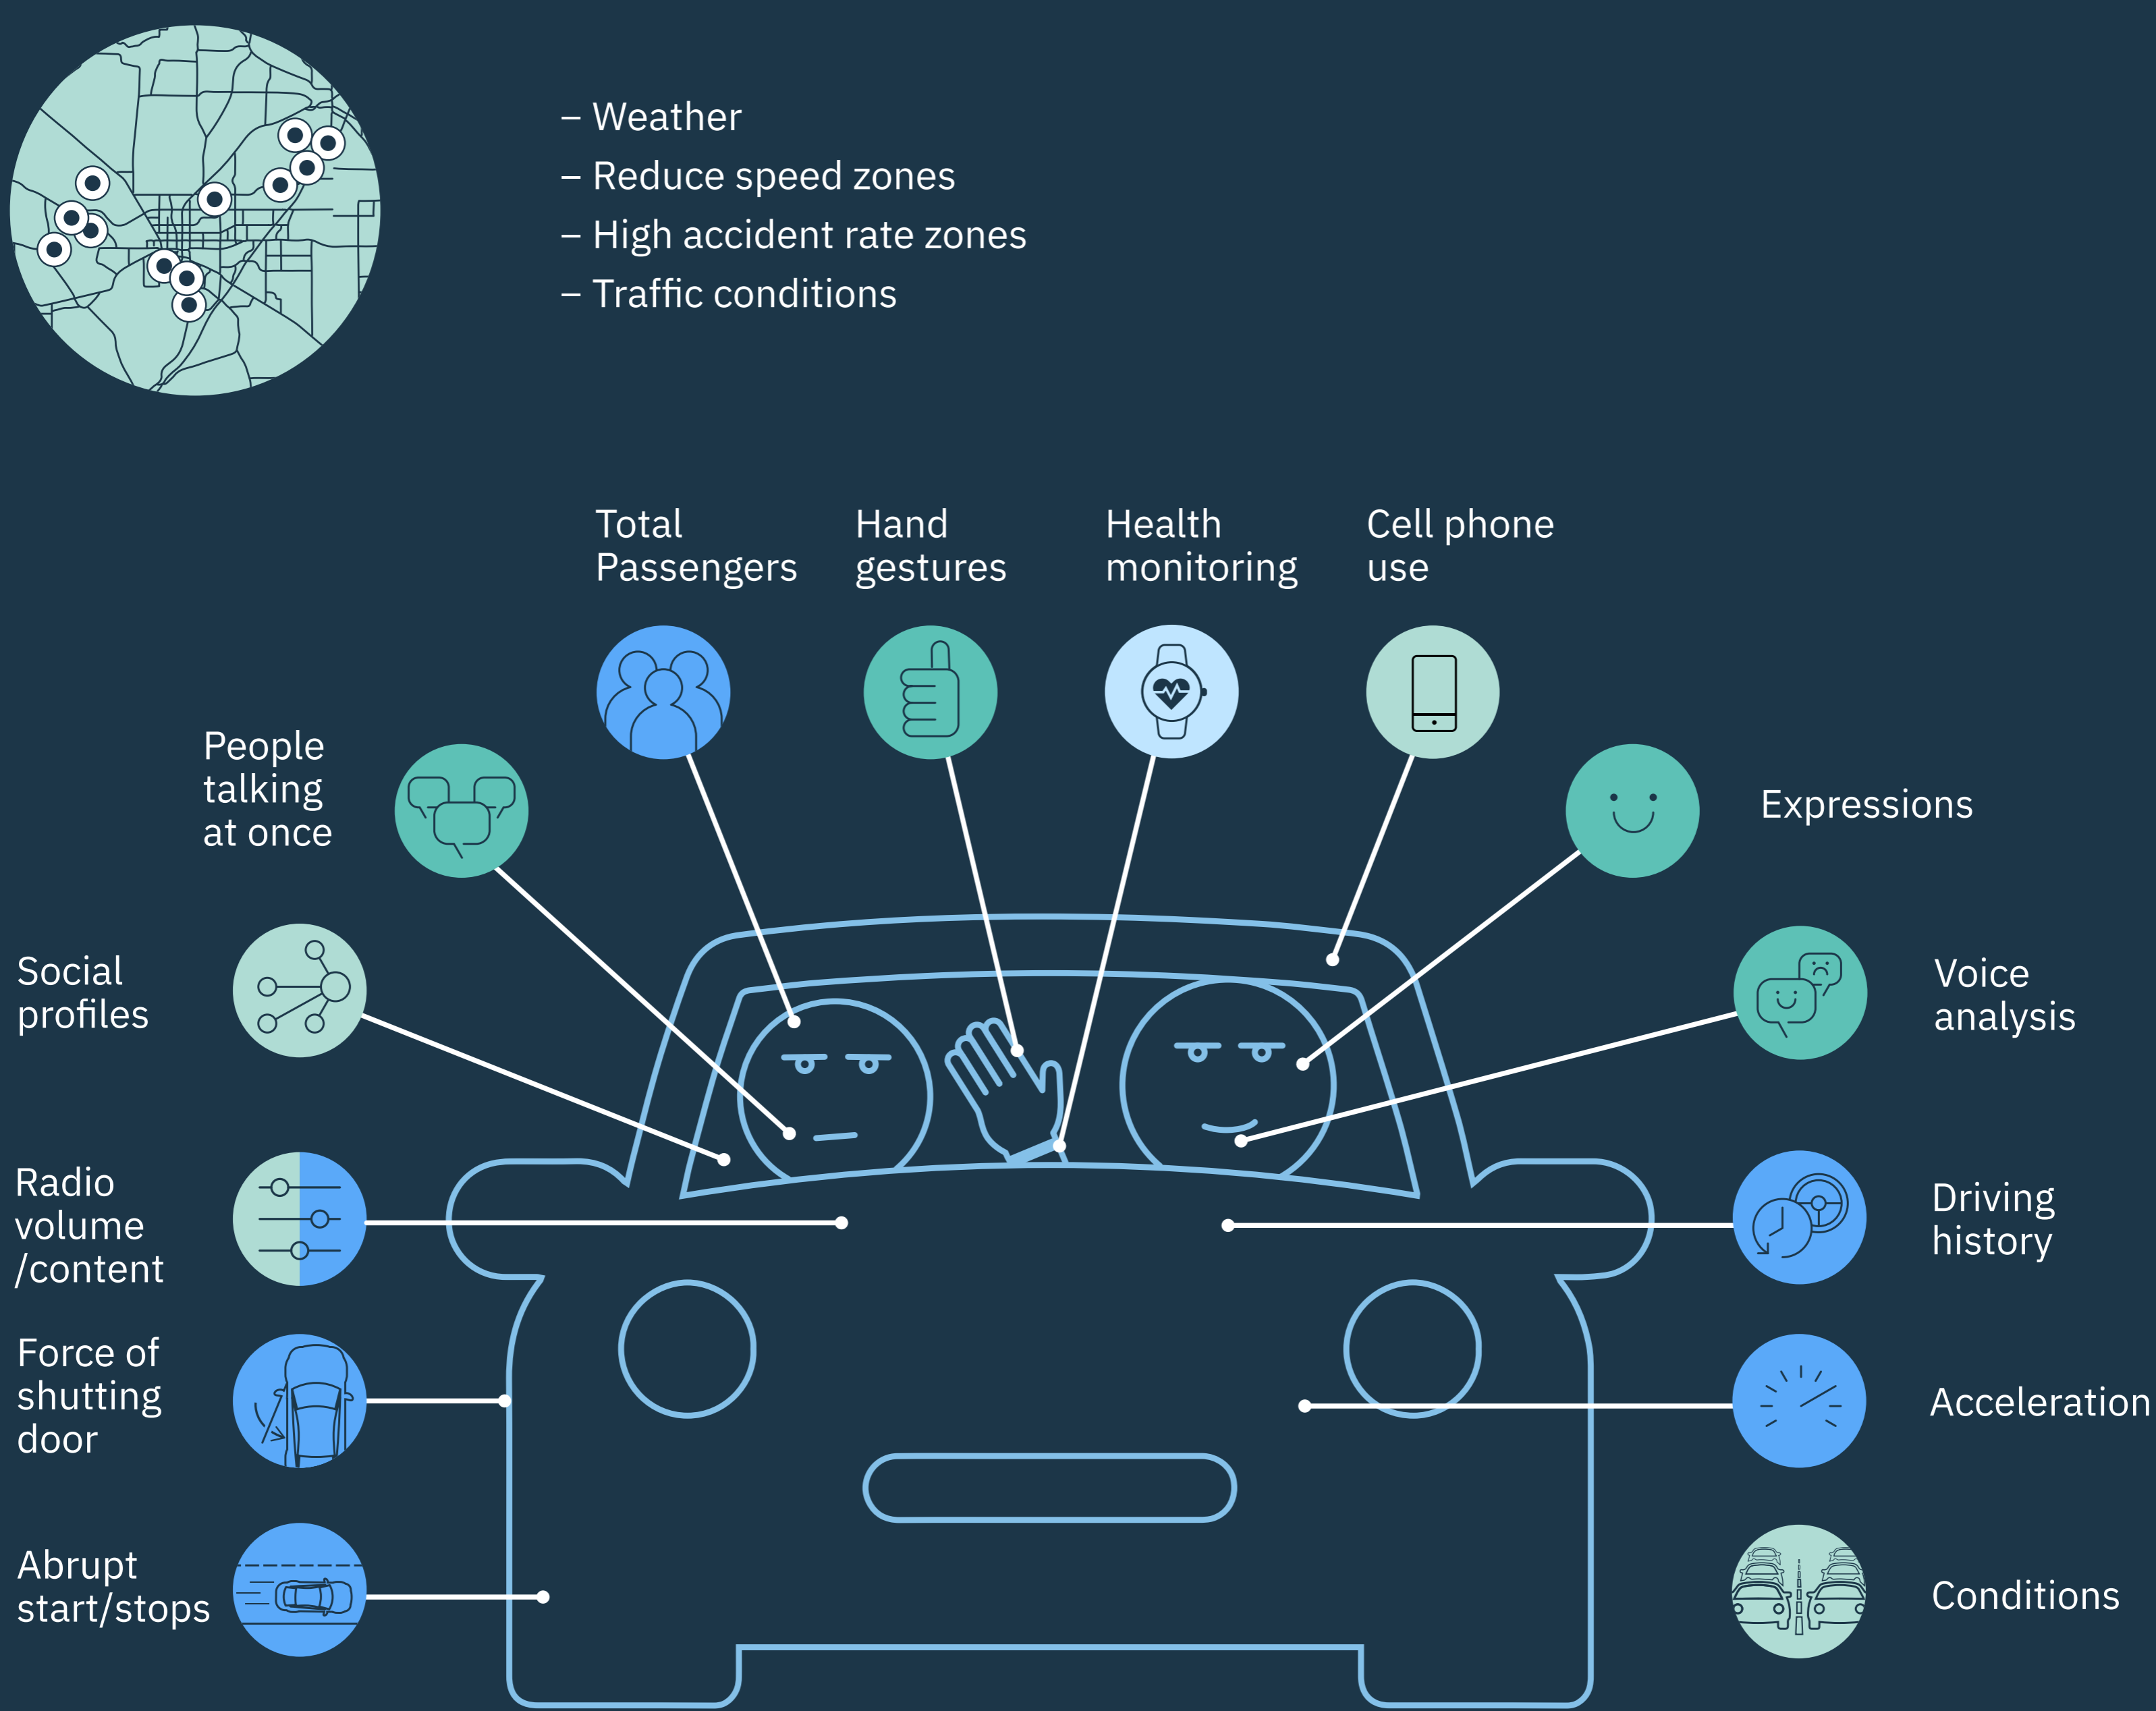 – Weather
– Reduce speed zones
– High accident rate zones
– Traffic conditions
Total
Passengers
Hand
gestures
Health
monitoring
Cell phone
use
People
talking
at once
Expressions
Social
profiles
Voice
analysis
Radio
volume
/content
Driving
history
Force of
shutting
door
Acceleration
Abrupt
start/stops
Conditions